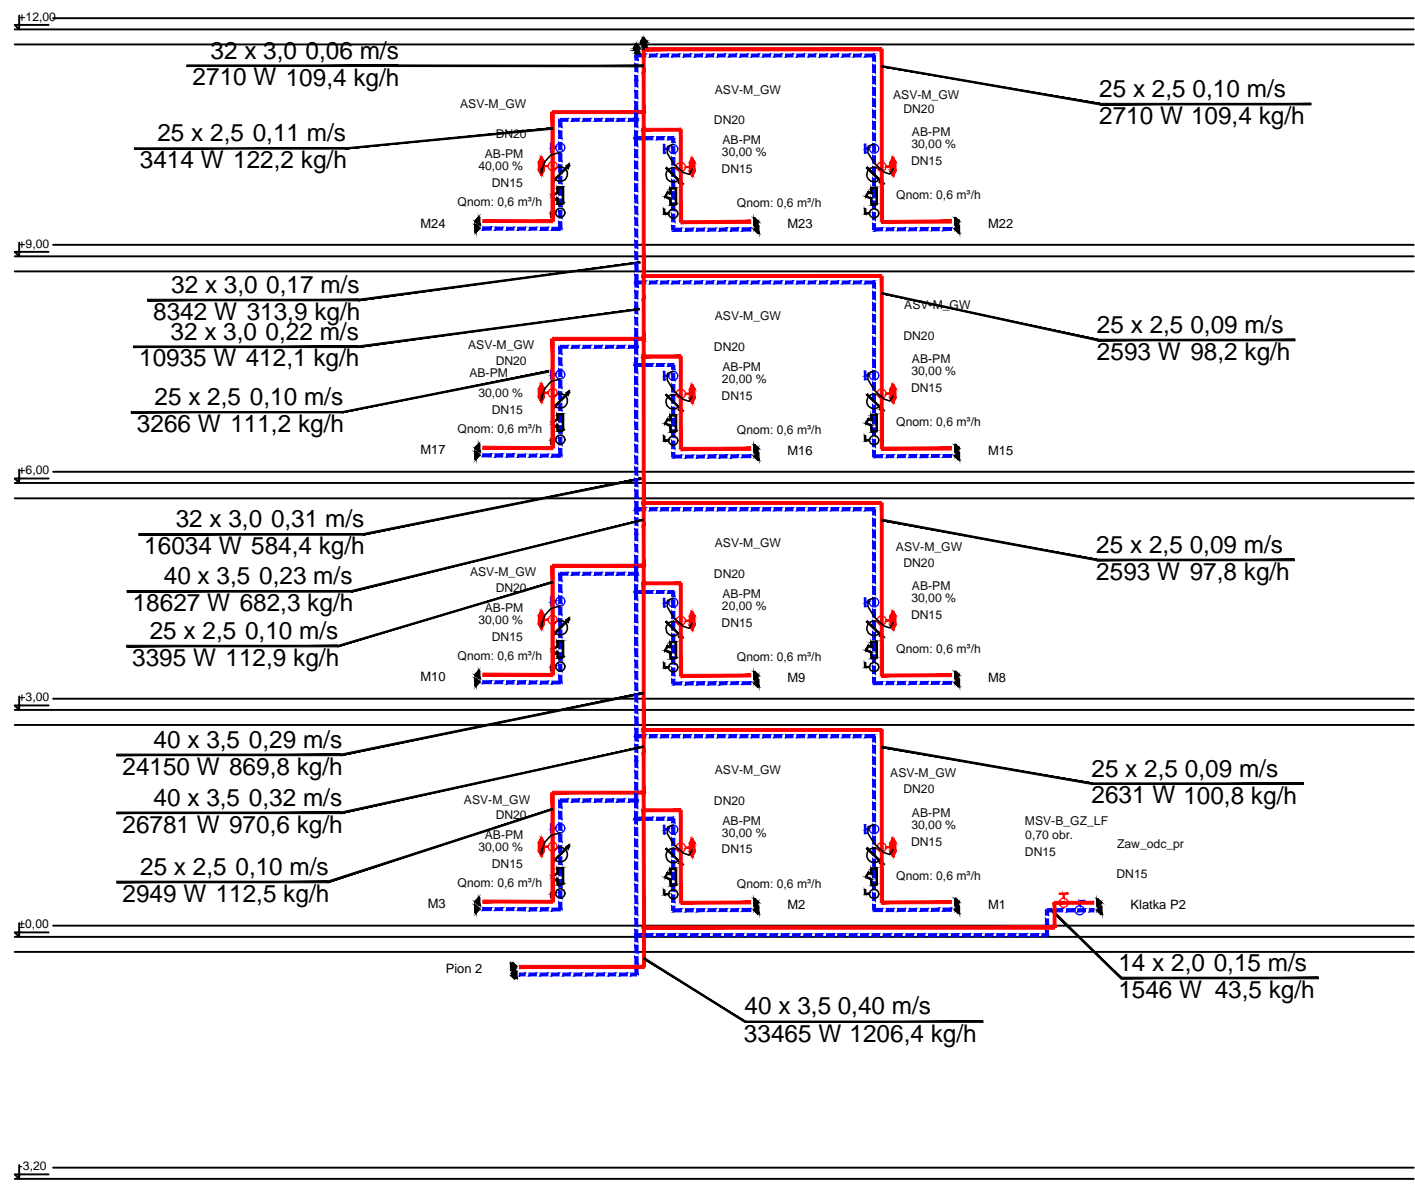 +12,00
32 x 3,0 0,06 m/s
2710 W 109,4 kg/h
25 x 2,5 0,10 m/s
2710 W 109,4 kg/h
25 x 2,5 0,11 m/s
3414 W 122,2 kg/h
ASV-M_GW
DN20
AB-PM
40,00 %
DN15
Qnom: 0,6 m³/h
M24
ASV-M_GW
DN20
AB-PM
30,00 %
DN15
Qnom: 0,6 m³/h
M23
ASV-M_GW
DN20
AB-PM
30,00 %
DN15
Qnom: 0,6 m³/h
M22
+9,00
32 x 3,0 0,17 m/s
8342 W 313,9 kg/h
32 x 3,0 0,22 m/s
10935 W 412,1 kg/h
25 x 2,5 0,10 m/s
3266 W 111,2 kg/h
ASV-M_GW
DN20
AB-PM
30,00 %
DN15
Qnom: 0,6 m³/h
M17
ASV-M_GW
DN20
AB-PM
20,00 %
DN15
Qnom: 0,6 m³/h
M16
ASV-M_GW
DN20
AB-PM
30,00 %
DN15
Qnom: 0,6 m³/h
M15
25 x 2,5 0,09 m/s
2593 W 98,2 kg/h
+6,00
32 x 3,0 0,31 m/s
16034 W 584,4 kg/h
40 x 3,5 0,23 m/s
18627 W 682,3 kg/h
25 x 2,5 0,10 m/s
3395 W 112,9 kg/h
ASV-M_GW
DN20
AB-PM
30,00 %
DN15
Qnom: 0,6 m³/h
M10
ASV-M_GW
DN20
AB-PM
20,00 %
DN15
Qnom: 0,6 m³/h
M9
ASV-M_GW
DN20
AB-PM
30,00 %
DN15
Qnom: 0,6 m³/h
M8
25 x 2,5 0,09 m/s
2593 W 97,8 kg/h
+3,00
40 x 3,5 0,29 m/s
24150 W 869,8 kg/h
40 x 3,5 0,32 m/s
26781 W 970,6 kg/h
25 x 2,5 0,10 m/s
2949 W 112,5 kg/h
ASV-M_GW
DN20
AB-PM
30,00 %
DN15
Qnom: 0,6 m³/h
M3
ASV-M_GW
DN20
AB-PM
30,00 %
DN15
Qnom: 0,6 m³/h
M2
ASV-M_GW
DN20
AB-PM
30,00 %
DN15
Qnom: 0,6 m³/h
M1
25 x 2,5 0,09 m/s
2631 W 100,8 kg/h
MSV-B_GZ_LF
0,70 obr.
DN15
Zaw_odc_pr
DN15
Klatka P2
±0,00
Pion 2
14 x 2,0 0,15 m/s
1546 W 43,5 kg/h
40 x 3,5 0,40 m/s
33465 W 1206,4 kg/h
-3,20